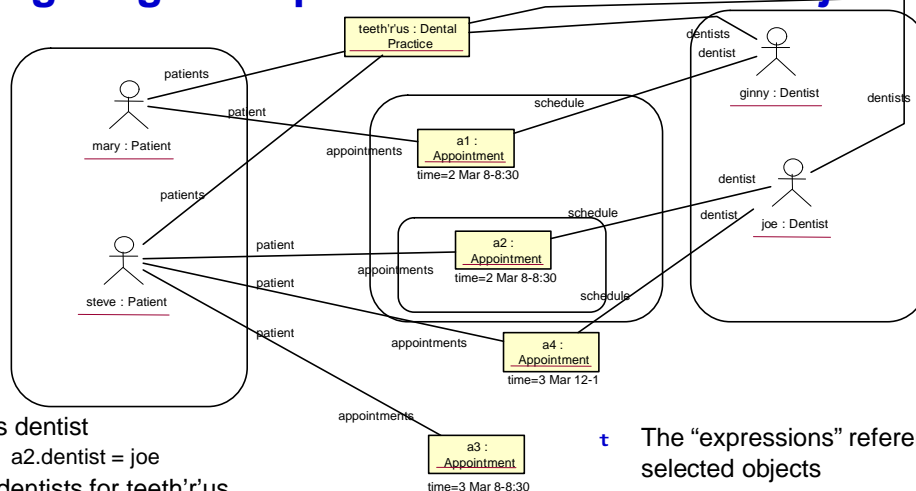 teeth'r'us : Dental
Practice
dentists
dentist
patients
ginny : Dentist
dentists
schedule
patient
mary : Patient
appointments
a1 :
Appointment
time=2 Mar 8-8:30
dentist
patients
schedule
dentist
joe : Dentist
patient
a2 :
Appointment
appointments
time=2 Mar 8-8:30
patient
schedule
steve : Patient
patient
appointments
a4 :
Appointment
time=3 Mar 12-1
appointments
s dentist
a2.dentist = joe
dentists for teeth'r'us
a3 :
Appointment
time=3 Mar 8-8:30
t The “expressions” refere
selected objects